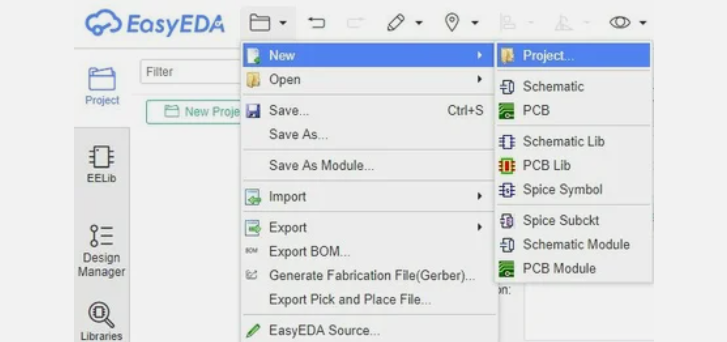 EasyEDA
New
Project...
Filter
Open
Project
Schematic
New Proje
Save...
Ctrl+S
PCB
Save As...
Schematic Lib
EELib
Save As Module...
PCB Lib
Import
Spice Symbol
Export
Spice Subckt
BOM
Export BOM...
Schematic Module
Design
Manager
Generate Fabrication File(Gerber)...
PCB Module
Export Pick and Place File...
on:
Libraries
EasyEDA Source...